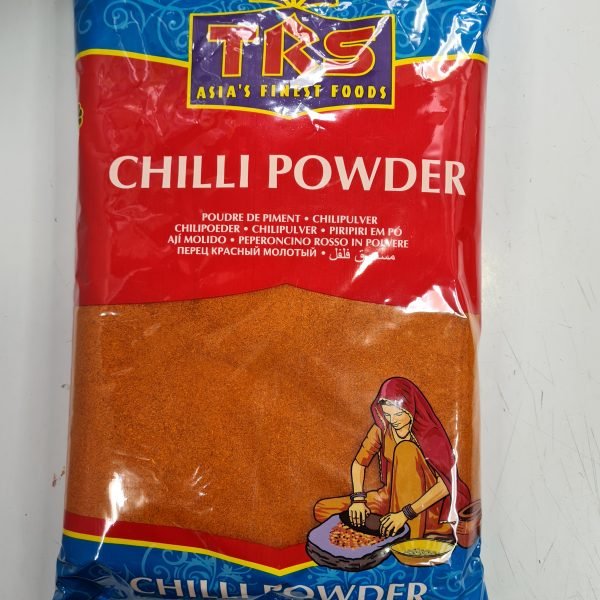 TRS
ASIA'S FINEST FOODS
CHILLI POWDER
POUDRE DE PIMENT • CHILIPULVER
CHILIPOEDER • CHILIPULVER • PIRIPIRI EM PÓ
AJÍ MOLIDO • PEPERONCINO ROSSO IN POLVERE
ПЕРЕЦ КРАСНЫЙ МОЛОТЫЙ • مسحوق فلفل
CHILLI POWDER